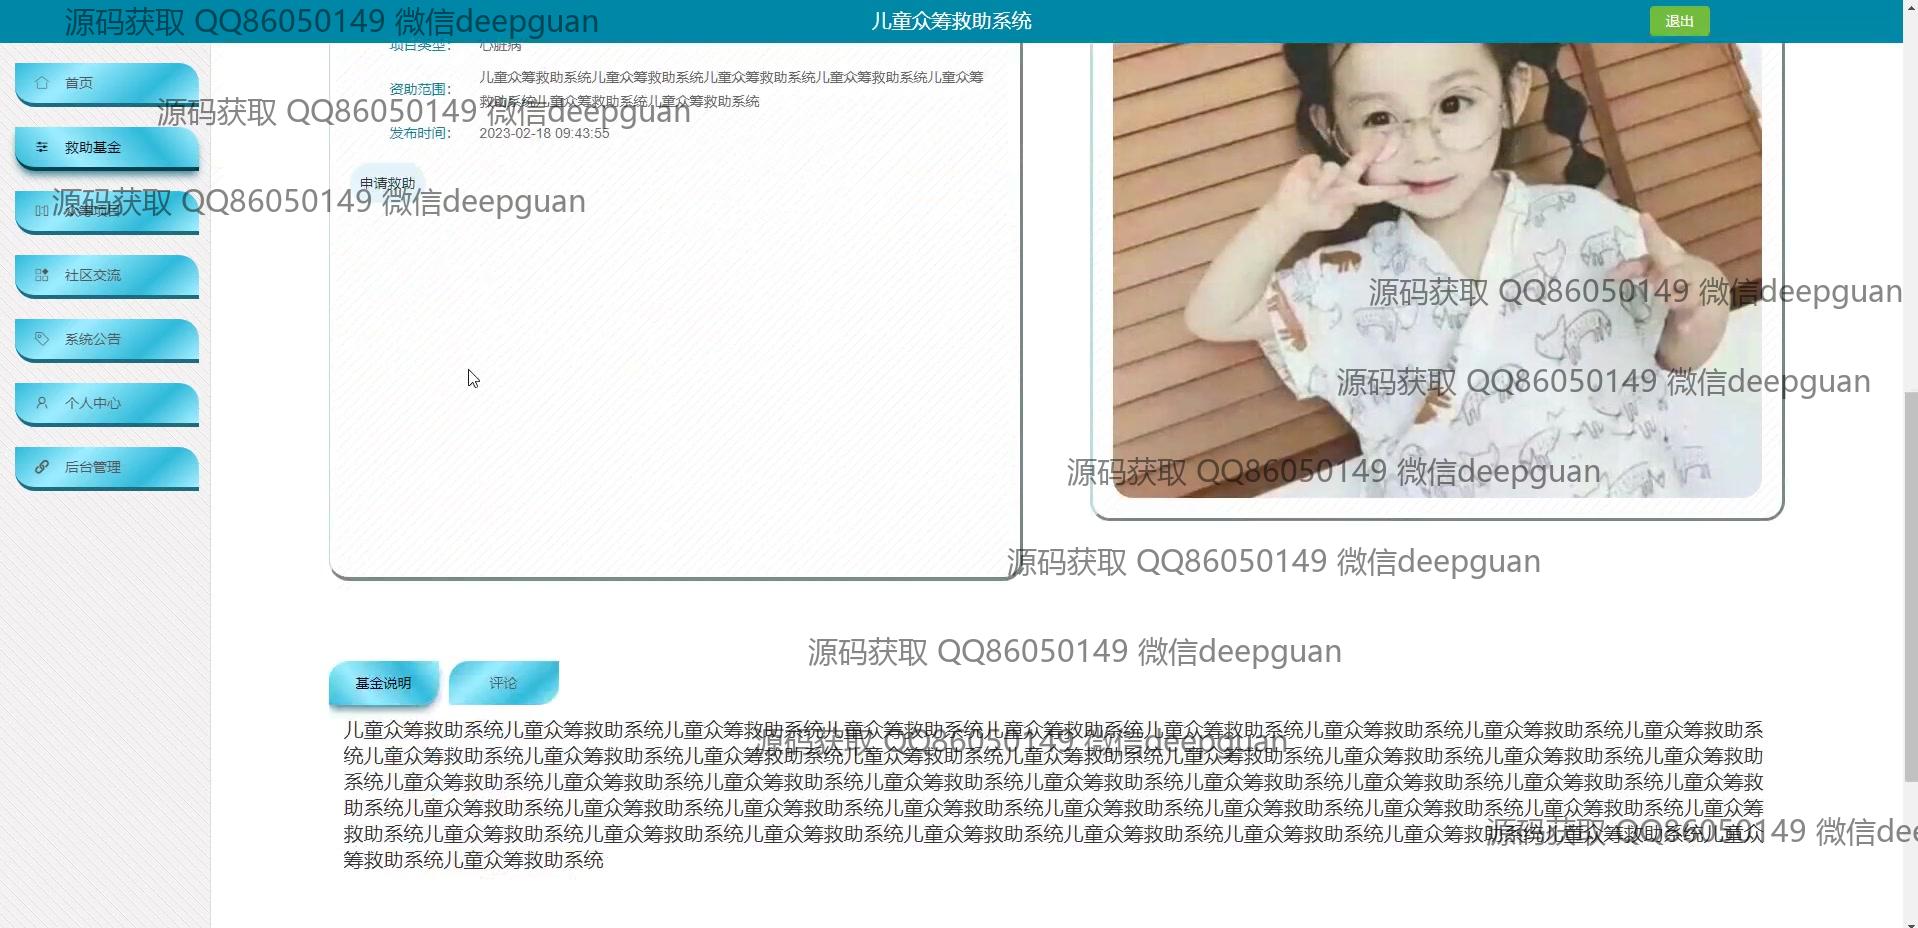 源码获取 QQ86050149 微信deepguan
儿童众筹救助系统
退出
首页
救助基金
众筹项目
社区交流
系统公告
个人中心
后台管理
项目类型： 心脏病
资助范围： 儿童众筹救助系统儿童众筹救助系统儿童众筹救助系统儿童众筹救助系统儿童众筹
救助系统儿童众筹救助系统儿童众筹救助系统
发布时间： 2023-02-18 09:43:55
申请救助
源码获取 QQ86050149 微信deepguan
源码获取 QQ86050149 微信deepguan
源码获取 QQ86050149 微信deepguan
源码获取 QQ86050149 微信deepguan
源码获取 QQ86050149 微信deepguan
源码获取 QQ86050149 微信deepguan
源码获取 QQ86050149 微信deepguan
基金说明
评论
儿童众筹救助系统儿童众筹救助系统儿童众筹救助系统儿童众筹救助系统儿童众筹救助系统儿童众筹救助系统儿童众筹救助系统儿童众筹救助系统儿童众筹救助系
统儿童众筹救助系统儿童众筹救助系统儿童众筹救助系统儿童众筹救助系统儿童众筹救助系统儿童众筹救助系统儿童众筹救助系统儿童众筹救助系统儿童众筹救助
系统儿童众筹救助系统儿童众筹救助系统儿童众筹救助系统儿童众筹救助系统儿童众筹救助系统儿童众筹救助系统儿童众筹救助系统儿童众筹救助系统儿童众筹救
助系统儿童众筹救助系统儿童众筹救助系统儿童众筹救助系统儿童众筹救助系统儿童众筹救助系统儿童众筹救助系统儿童众筹救助系统儿童众筹救助系统儿童众筹
救助系统儿童众筹救助系统儿童众筹救助系统儿童众筹救助系统儿童众筹救助系统儿童众筹救助系统儿童众筹救助系统儿童众筹救助系统儿童众筹救助系统儿童众
筹救助系统儿童众筹救助系统
源码获取 QQ86050149 微信deepguan
源码获取 QQ86050149 微信dee